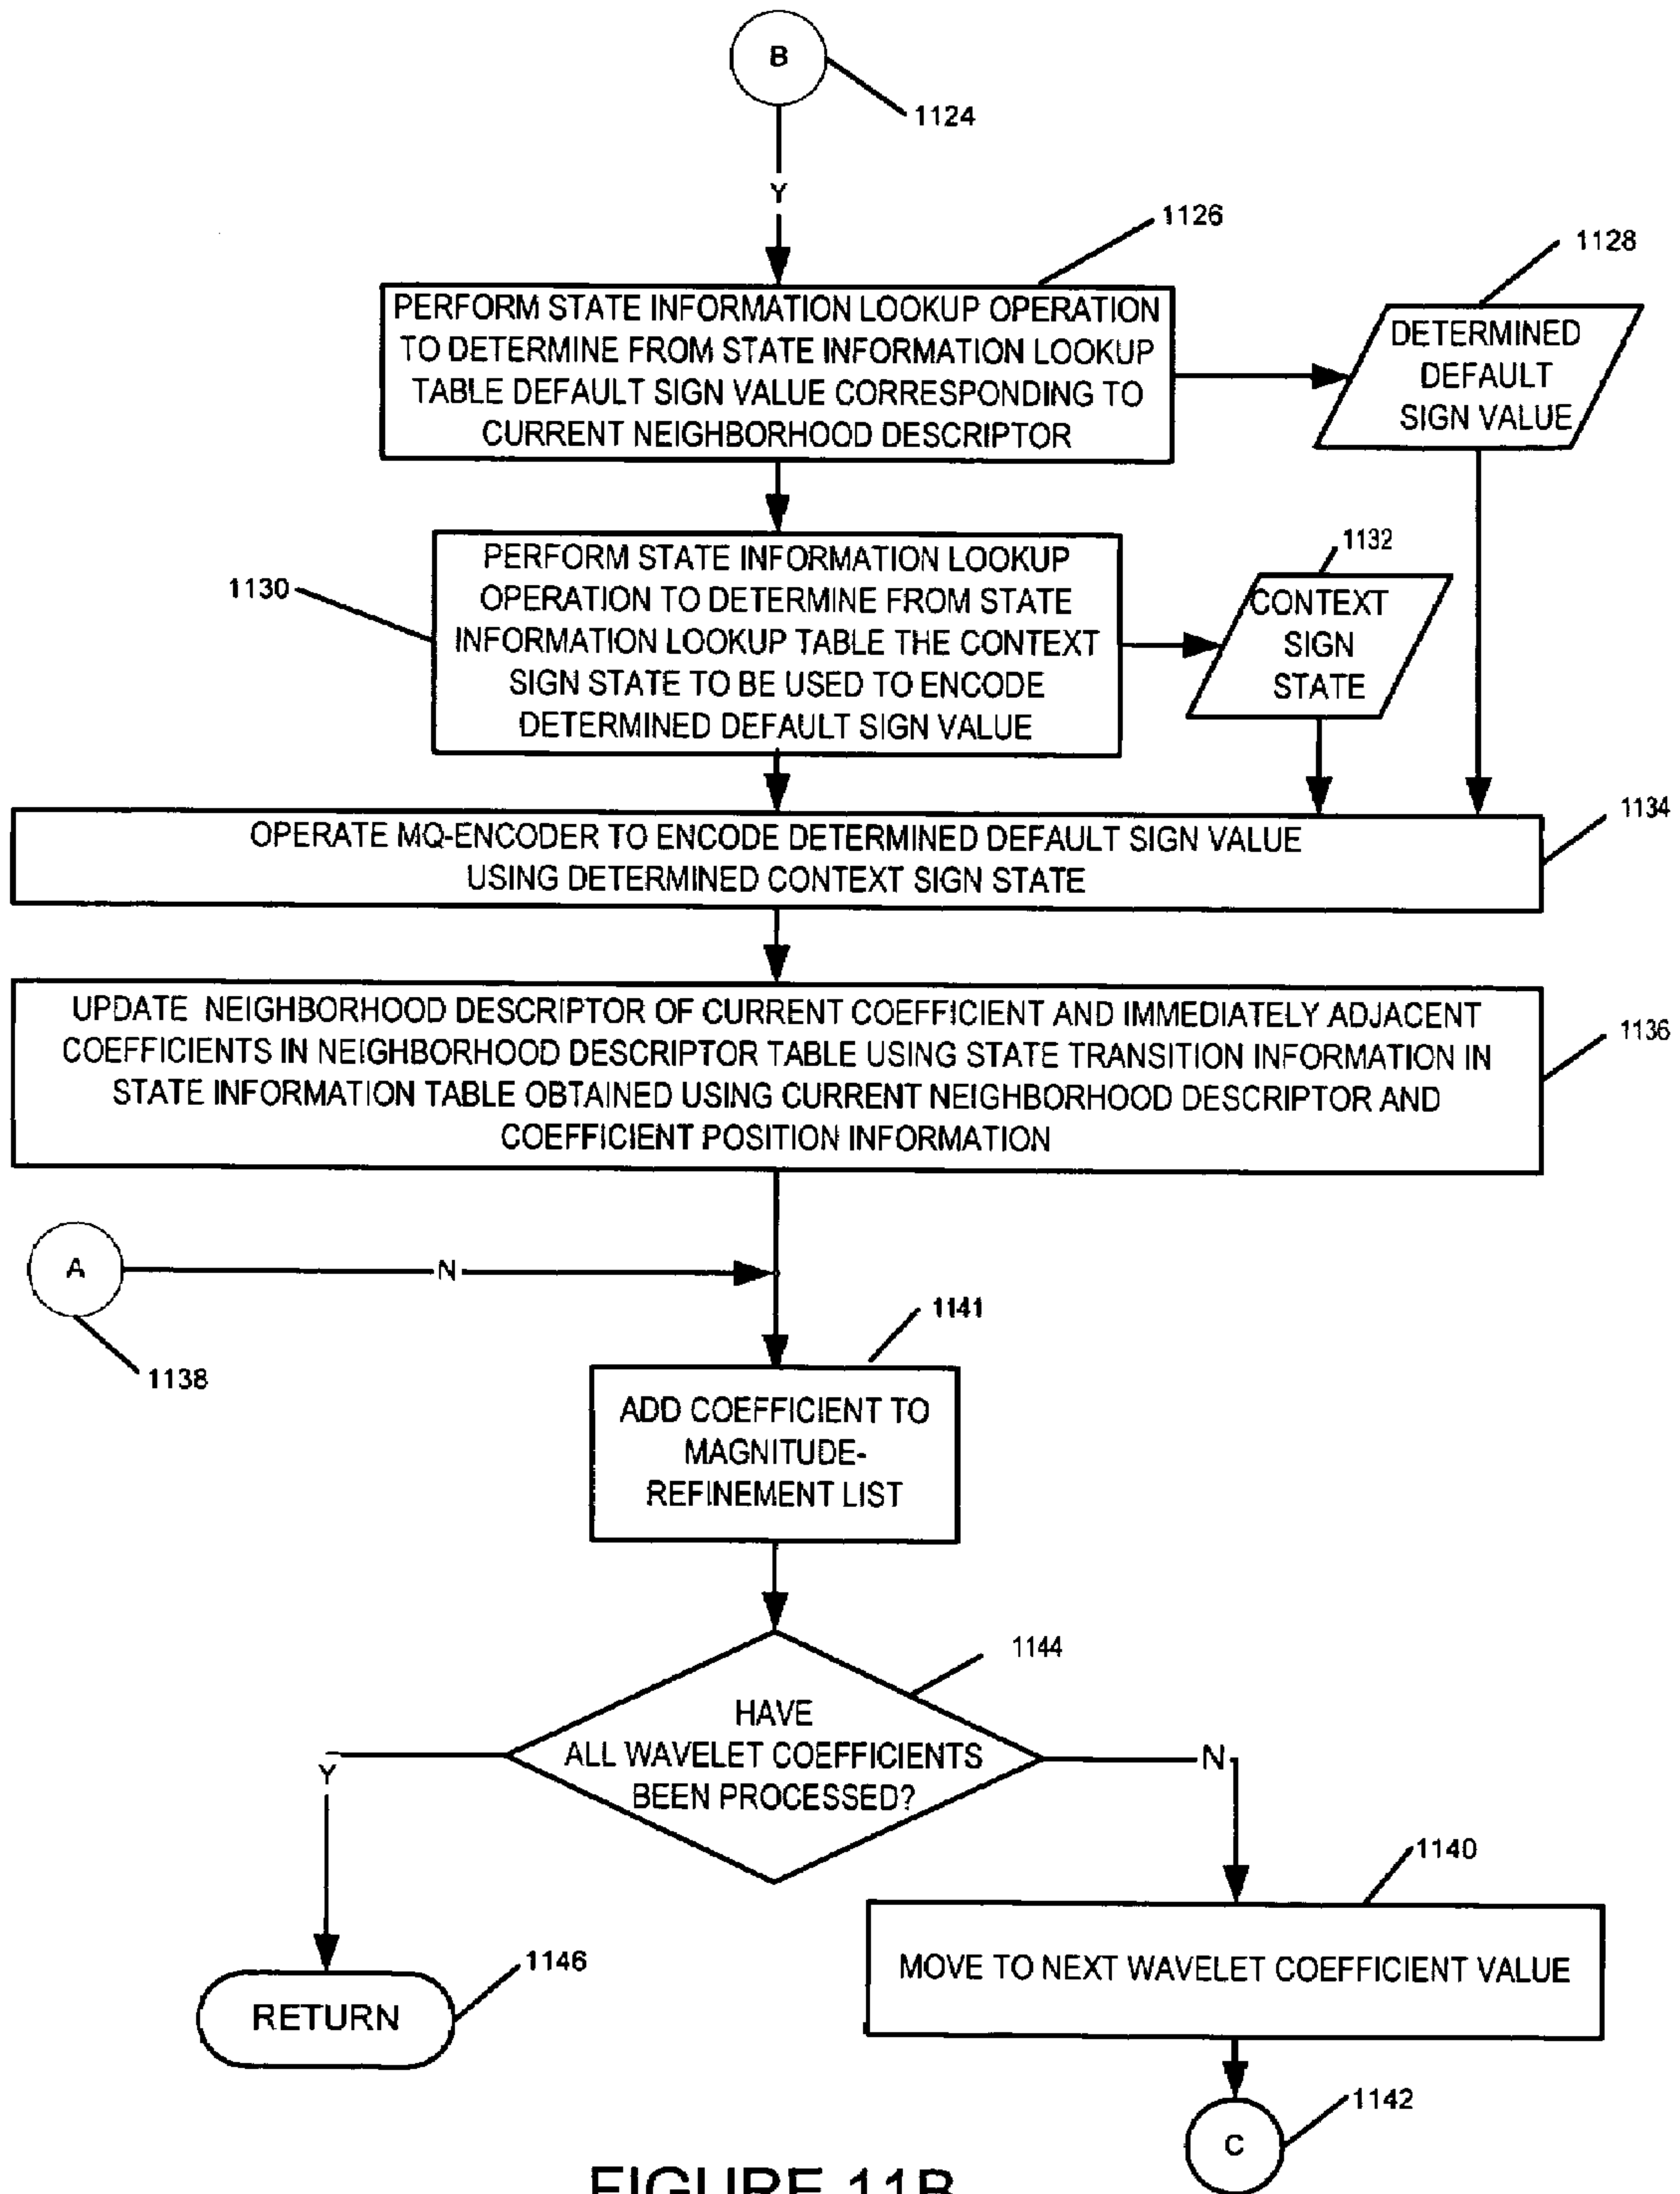 B
1124
Y
1126
1128
PERFORM STATE INFORMATION LOOKUP OPERATION
TO DETERMINE FROM STATE INFORMATION LOOKUP
TABLE DEFAULT SIGN VALUE CORRESPONDING TO
CURRENT NEIGHBORHOOD DESCRIPTOR
DETERMINED
DEFAULT
SIGN VALUE
1130
PERFORM STATE INFORMATION LOOKUP
OPERATION TO DETERMINE FROM STATE
INFORMATION LOOKUP TABLE THE CONTEXT
SIGN STATE TO BE USED TO ENCODE
DETERMINED DEFAULT SIGN VALUE
1132
CONTEXT
SIGN
STATE
1134
OPERATE MQ-ENCODER TO ENCODE DETERMINED DEFAULT SIGN VALUE
USING DETERMINED CONTEXT SIGN STATE
UPDATE NEIGHBORHOOD DESCRIPTOR OF CURRENT COEFFICIENT AND IMMEDIATELY ADJACENT
COEFFICIENTS IN NEIGHBORHOOD DESCRIPTOR TABLE USING STATE TRANSITION INFORMATION IN
STATE INFORMATION TABLE OBTAINED USING CURRENT NEIGHBORHOOD DESCRIPTOR AND
COEFFICIENT POSITION INFORMATION
1136
A
N
1138
1141
ADD COEFFICIENT TO
MAGNITUDE-
REFINEMENT LIST
1144
HAVE
ALL WAVELET COEFFICIENTS
BEEN PROCESSED?
Y
N
1140
MOVE TO NEXT WAVELET COEFFICIENT VALUE
1146
RETURN
1142
C
FIGURE 11B